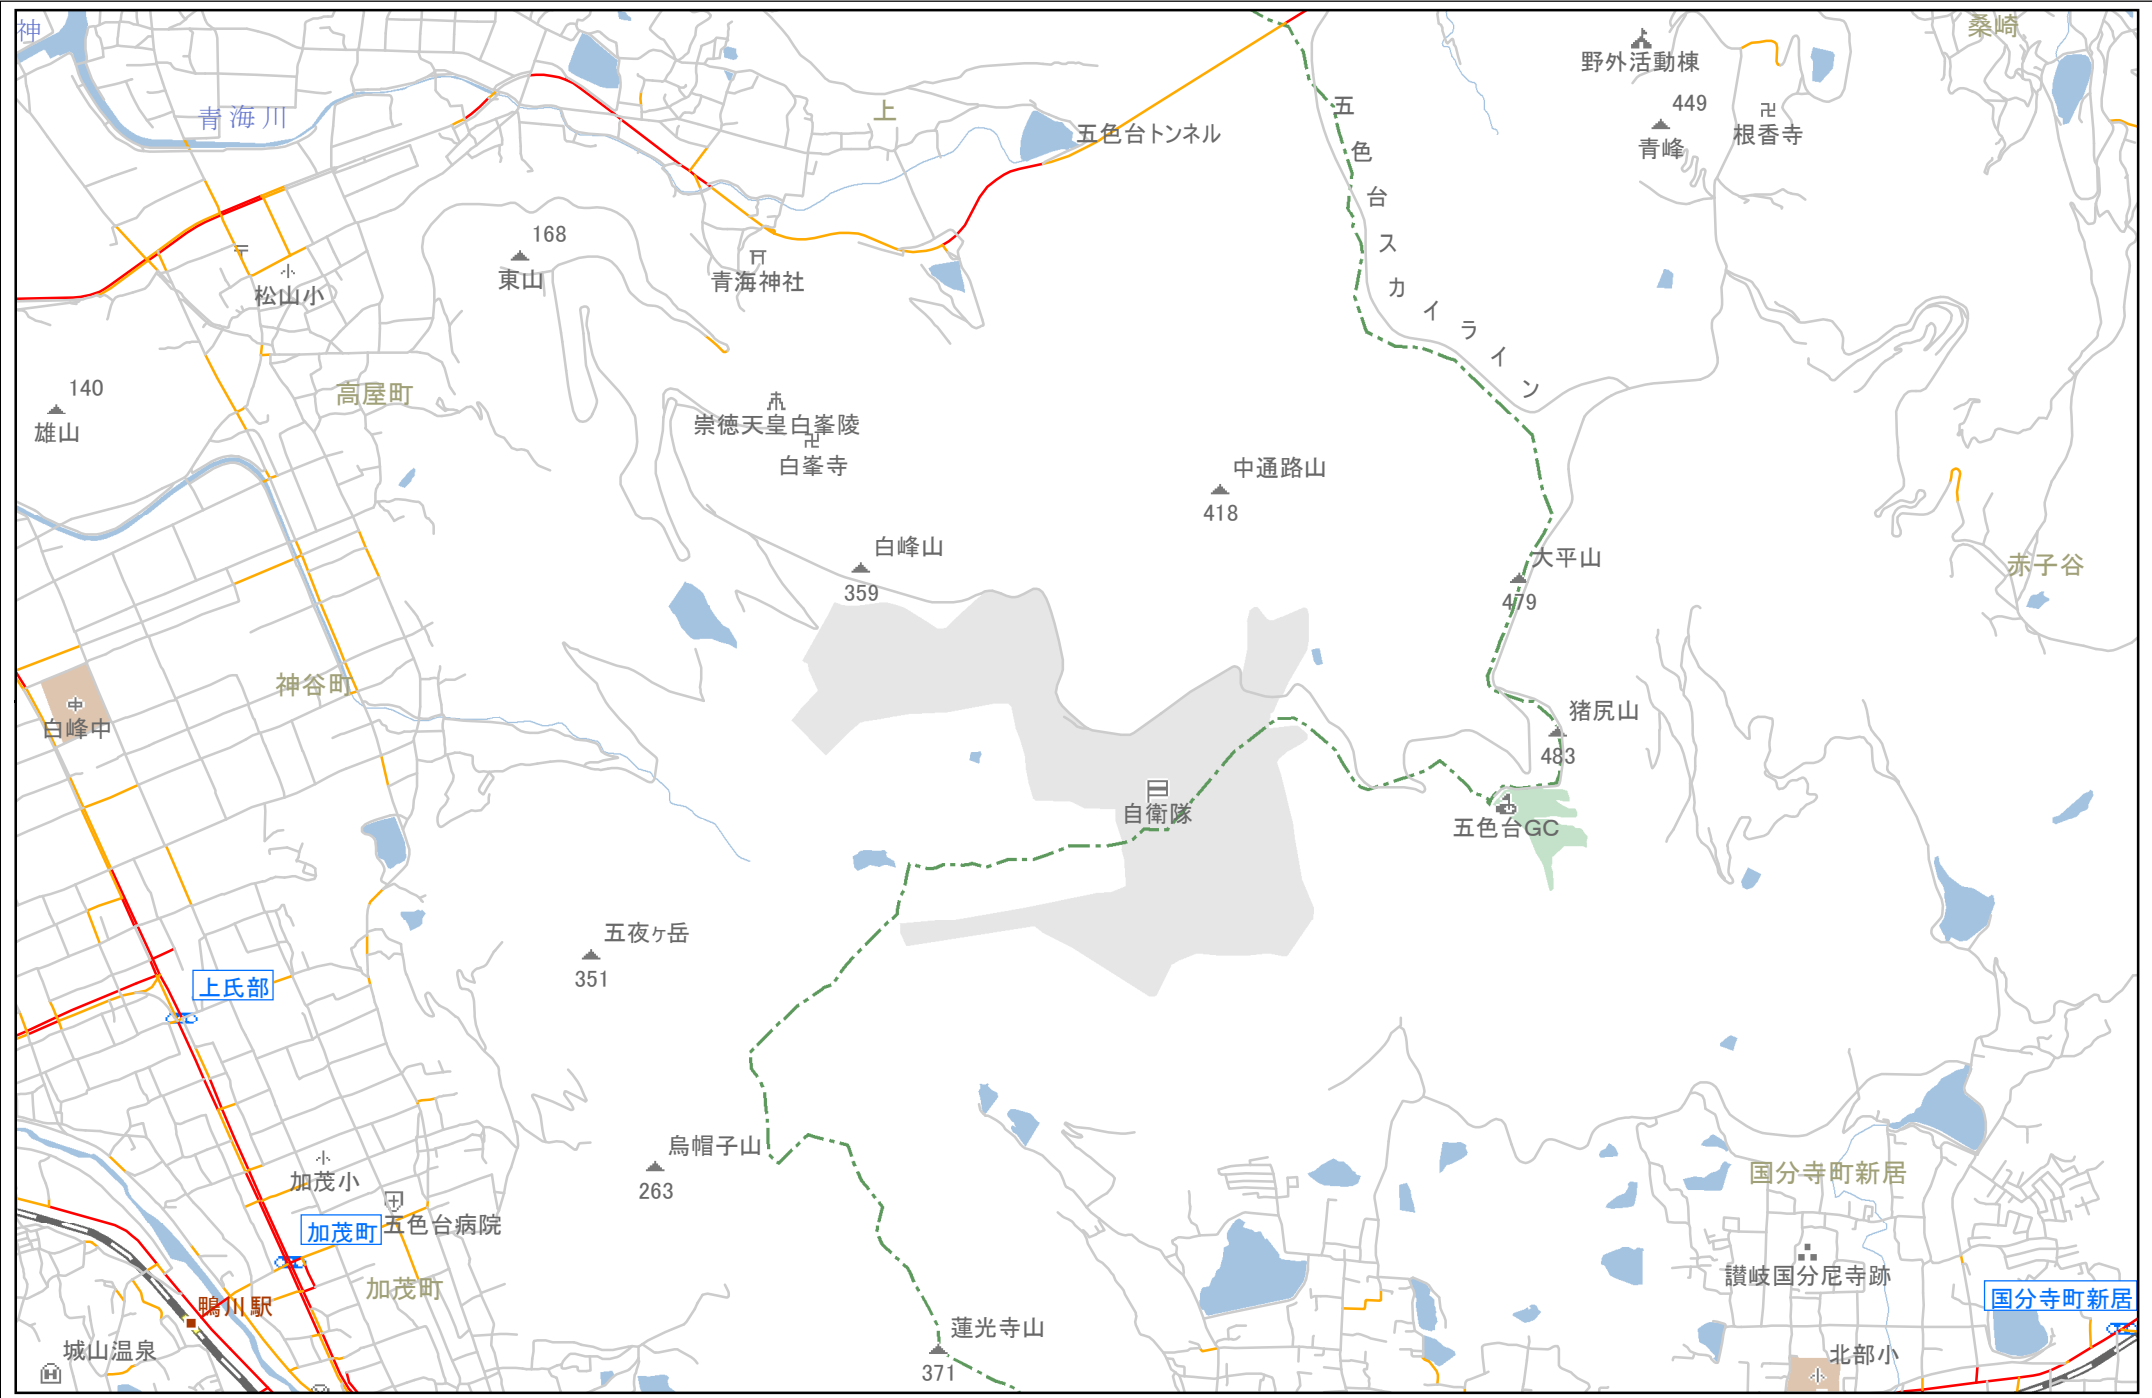 神
桑崎
野外活動棟
449
青峰
根香寺
青海川
上
五色台トンネル
五色台スカイライン
168
東山
青海神社
松山小
140
雄山
高屋町
崇徳天皇白峯陵
白峯寺
中通路山
418
白峰山
359
大平山
479
赤子谷
神谷町
白峰中
猪尻山
483
自衛隊
五色台GC
五夜ヶ岳
351
上氏部
烏帽子山
263
加茂小
五色台病院
加茂町
加茂町
国分寺町新居
讃岐国分尼寺跡
国分寺町新居
鴨川駅
城山温泉
蓮光寺山
371
北部小